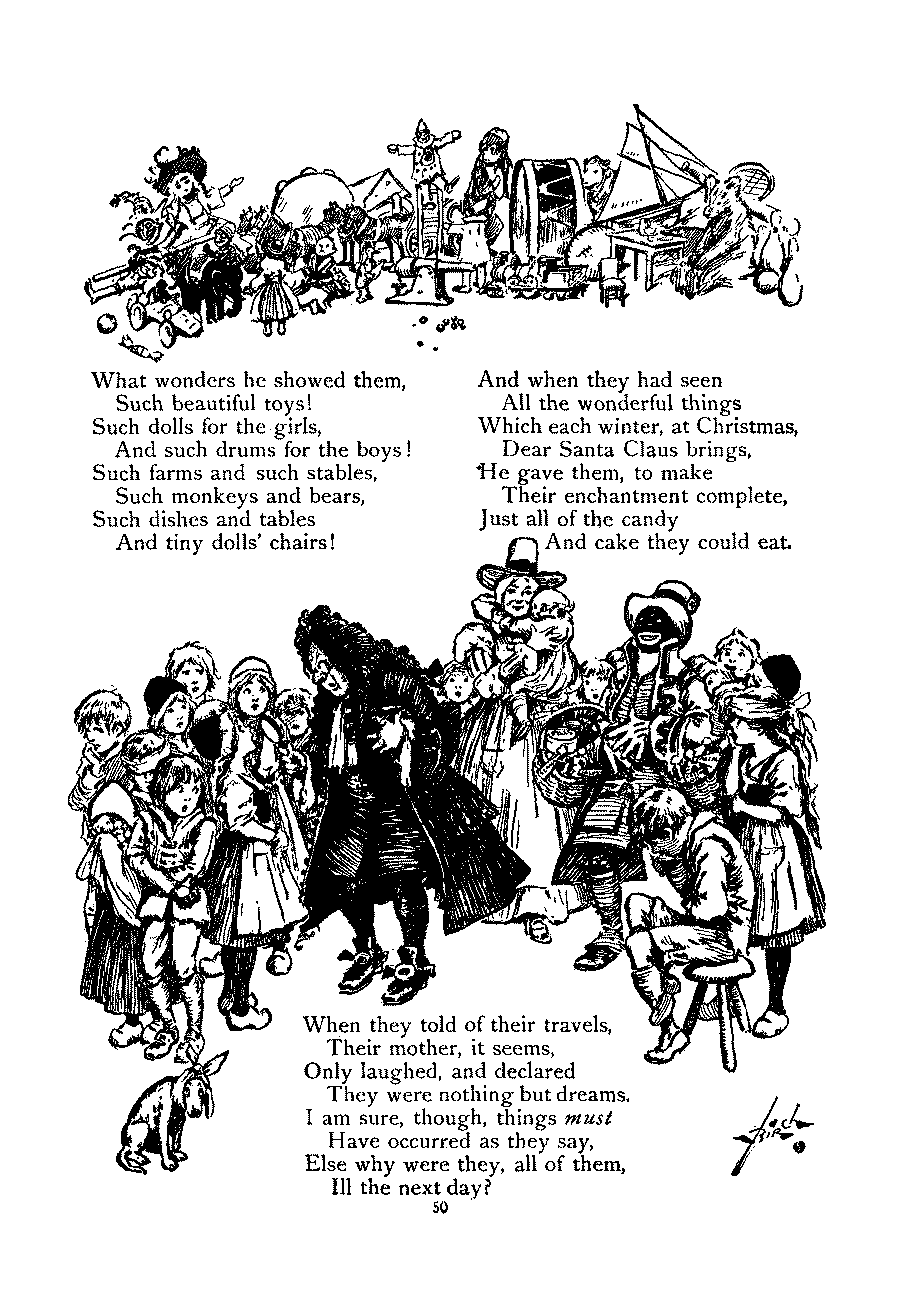 What wonders he showed them,
Such beautiful toys!
Such dolls for the girls,
And such drums for the boys!
Such farms and such stables,
Such monkeys and bears,
Such dishes and tables
And tiny dolls' chairs!
And when they had seen
All the wonderful things
Which each winter, at Christmas,
Dear Santa Claus brings,
He gave them, to make
Their enchantment complete,
Just all of the candy
And cake they could eat.
When they told of their travels,
Their mother, it seems,
Only laughed, and declared
They were nothing but dreams.
I am sure, though, things must
Have occurred as they say,
Else why were they, all of them,
Ill the next day?
50
Birch